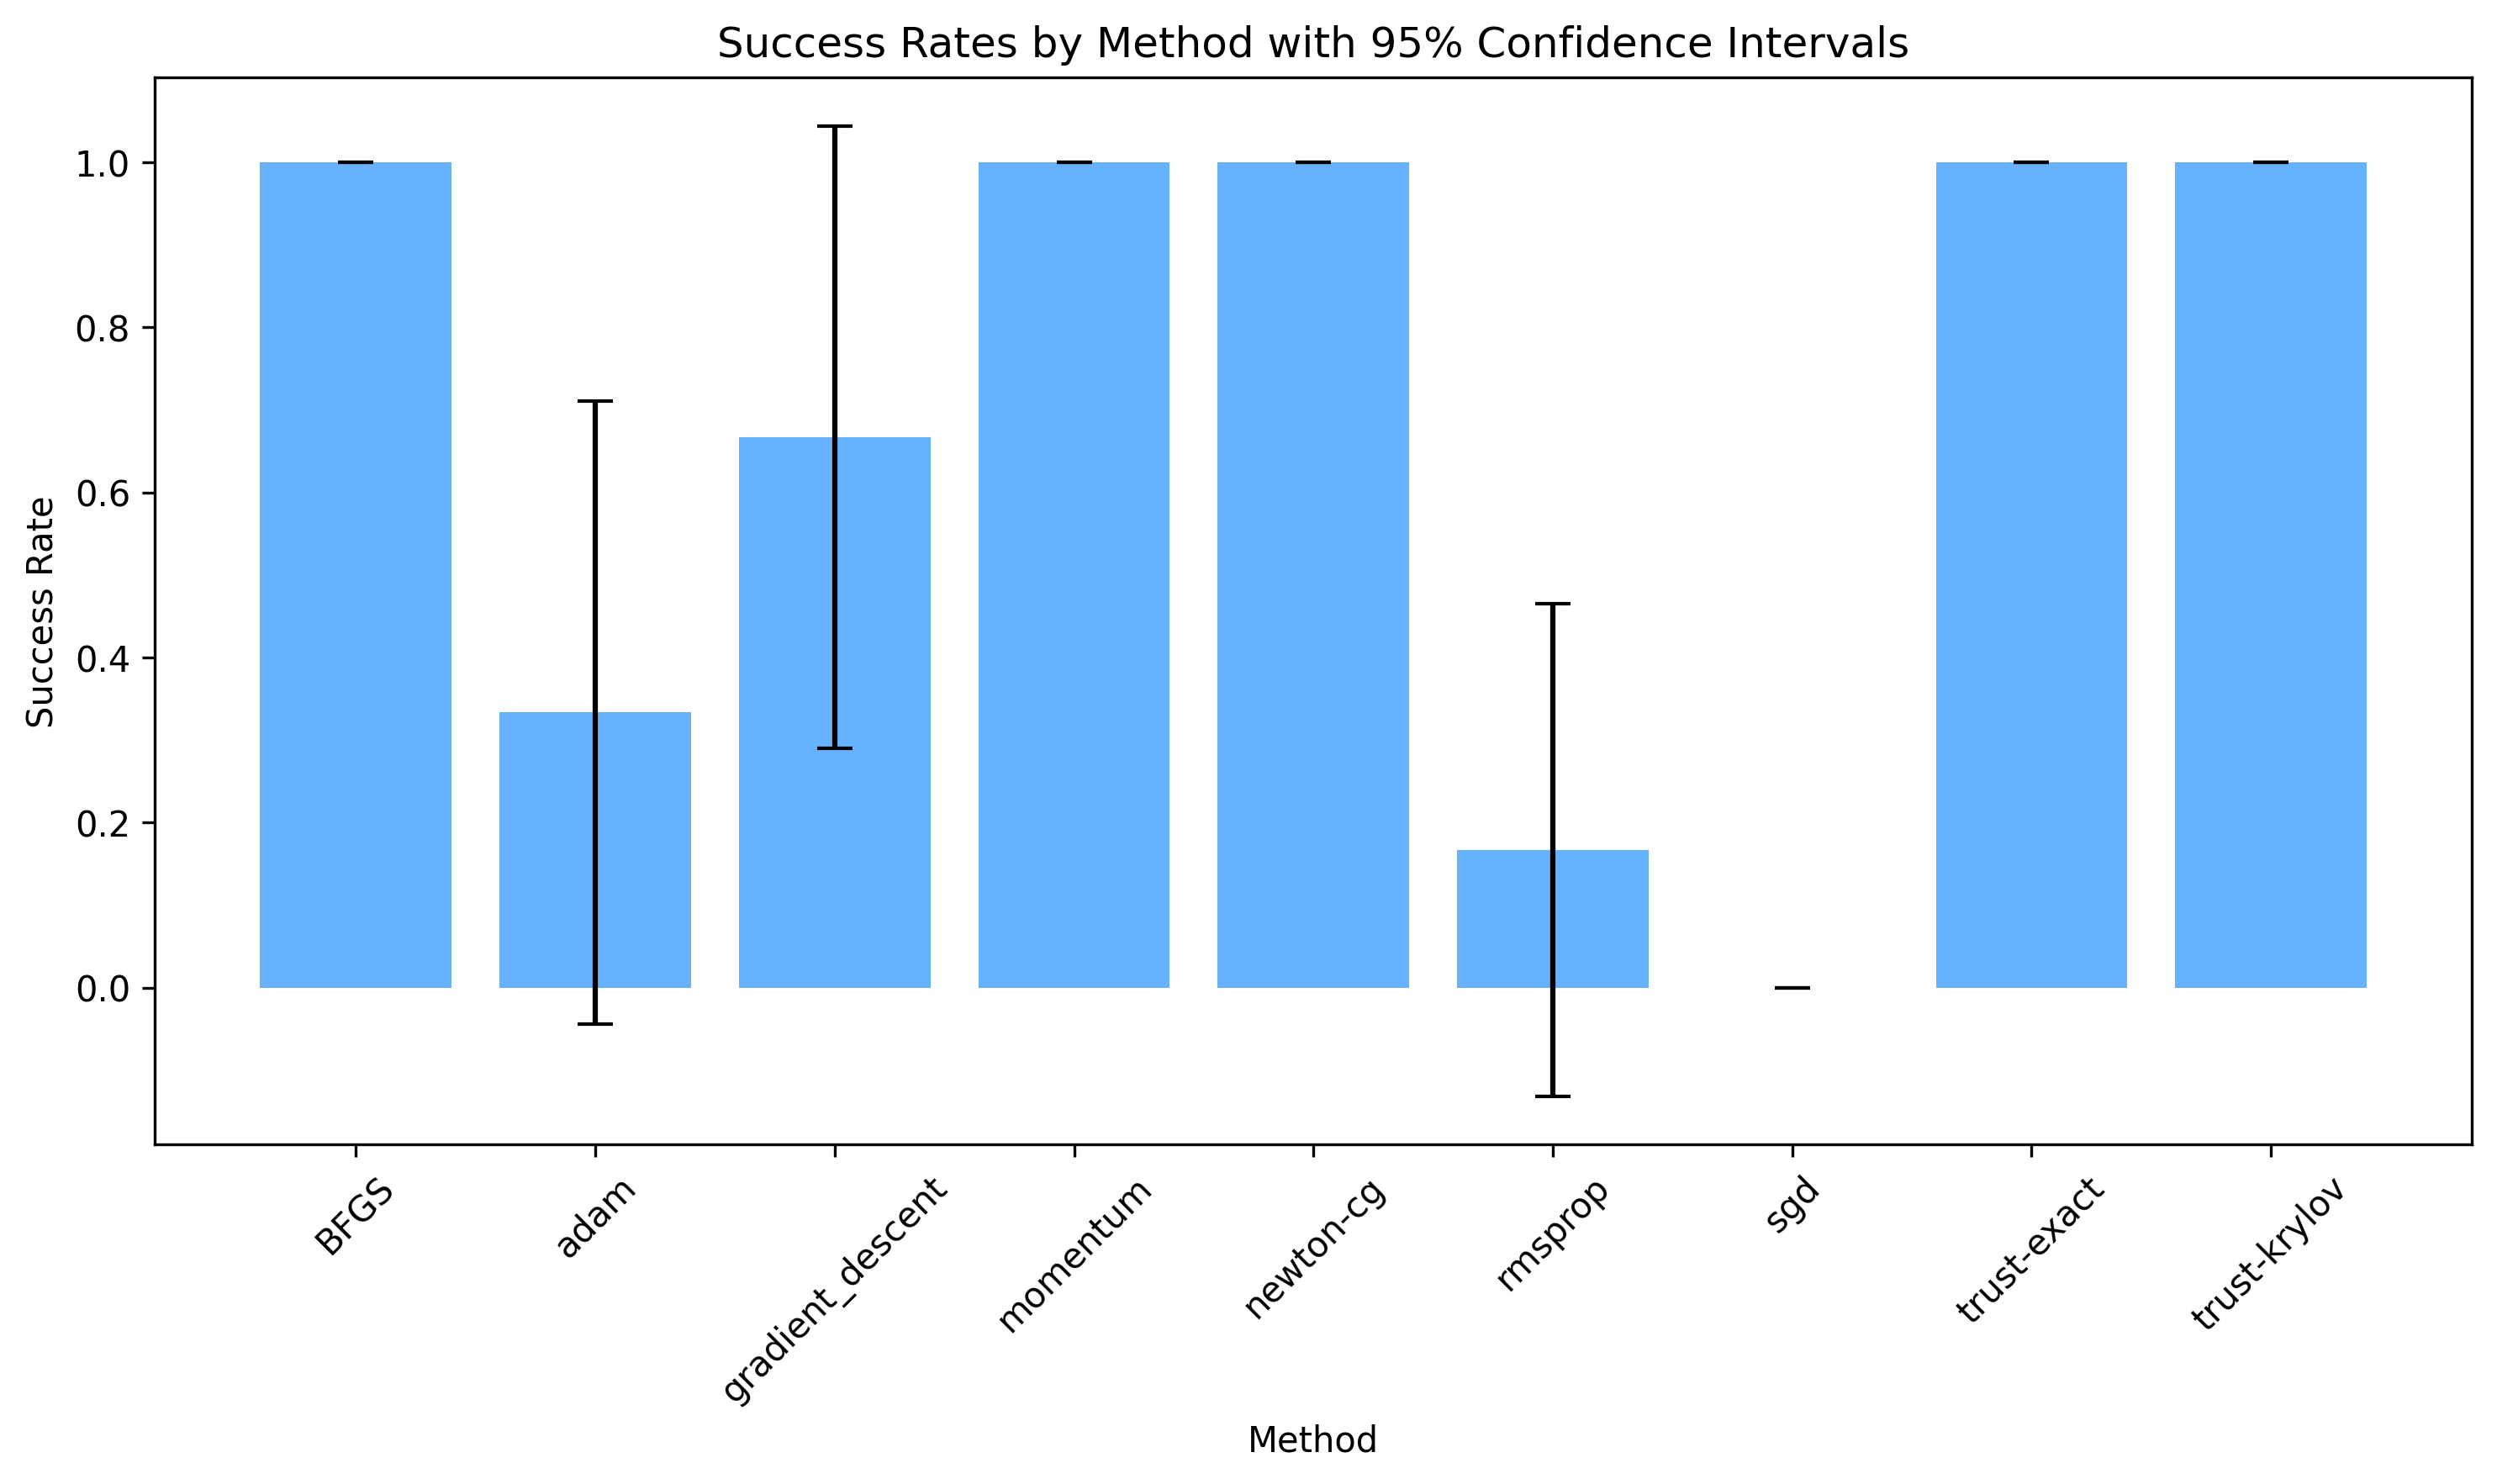 Success Rates by Method with 95% Confidence Intervals
Success Rate
1.0
0.8
0.6
0.4
0.2
0.0
BFGS
adam
gradient_descent
momentum
newton-cg
rmsprop
sgd
trust-exact
trust-krylov
Method